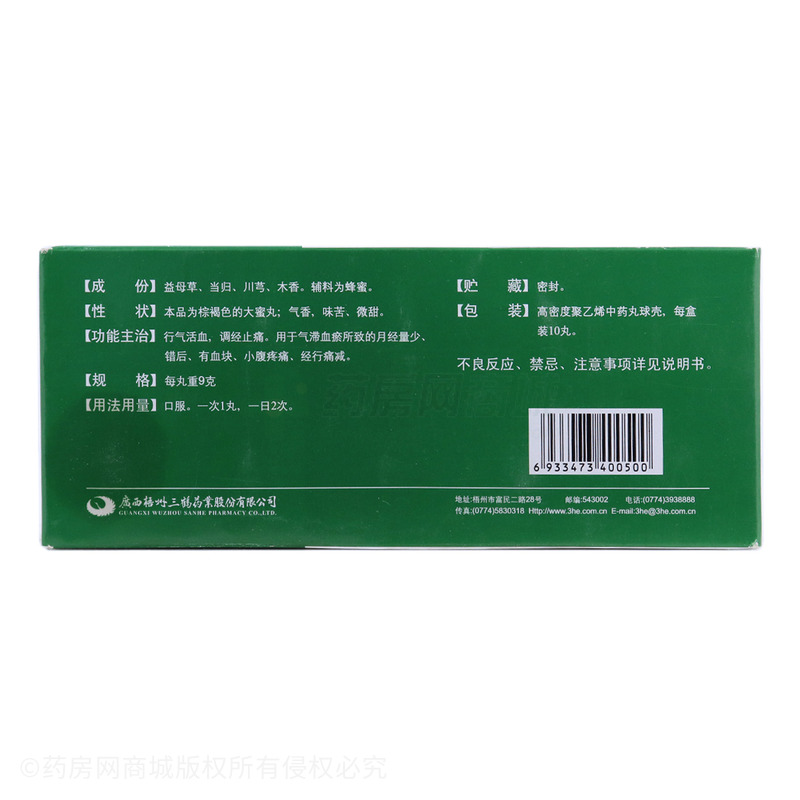 【成 份】益母草、当归、川芎、木香。辅料为蜂蜜。
【性 状】本品为棕褐色的大蜜丸；气香，味苦、微甜。
【功能主治】行气活血，调经止痛。用于气滞血瘀所致的月经量少、
错后、有血块、小腹疼痛、经行痛减。
【规 格】每丸重9克
【用法用量】口服。一次1丸，一日2次。
【贮 藏】密封。
【包 装】高密度聚乙烯中药丸球壳，每盒
装10丸。
不良反应、禁忌、注意事项详见说明书。
药房网商城
6 933473 400500
廣西梧州三鶴药業股份有限公司
GUANGXI WUZHOU SANHE PHARMACY CO.,LTD.
地址:梧州市富民二路28号 邮编:543002 电话:(0774)3938888
传真:(0774)5830318 Http://www.3he.com.cn E-mail:3he@3he.com.cn
©药房网商城版权所有侵权必究